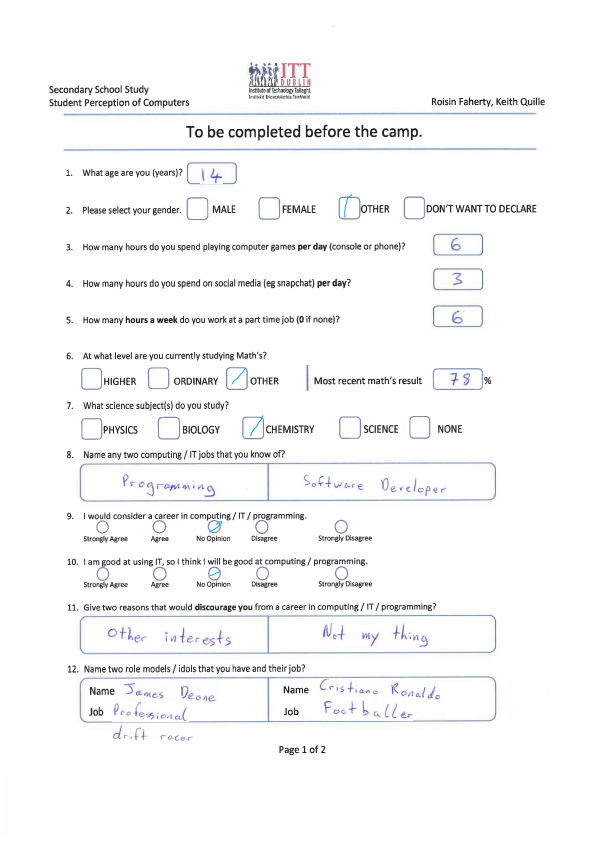 ITT
DUBLIN
Institute of Technology Tallaght
Secondary School Study
Student Perception of Computers
Roisin Faherty, Keith Quille
To be completed before the camp.
1. What age are you (years)? 14
2. Please select your gender. MALE FEMALE OTHER DON'T WANT TO DECLARE
3. How many hours do you spend playing computer games per day (console or phone)? 6
4. How many hours do you spend on social media (eg snapchat) per day? 3
5. How many hours a week do you work at a part time job (0 if none)? 6
6. At what level are you currently studying Math's?
HIGHER ORDINARY OTHER Most recent math's result 78 %
7. What science subject(s) do you study?
PHYSICS BIOLOGY CHEMISTRY SCIENCE NONE
8. Name any two computing / IT jobs that you know of?
Programming Software Developer
9. I would consider a career in computing / IT / programming.
Strongly Agree Agree No Opinion Disagree Strongly Disagree
10. I am good at using IT, so I think I will be good at computing / programming.
Strongly Agree Agree No Opinion Disagree Strongly Disagree
11. Give two reasons that would discourage you from a career in computing / IT / programming?
Other interests Not my thing
12. Name two role models / idols that you have and their job?
Name James Deane Name Cristiano Ronaldo
Job Professional Job Footballer
drift racer
Page 1 of 2